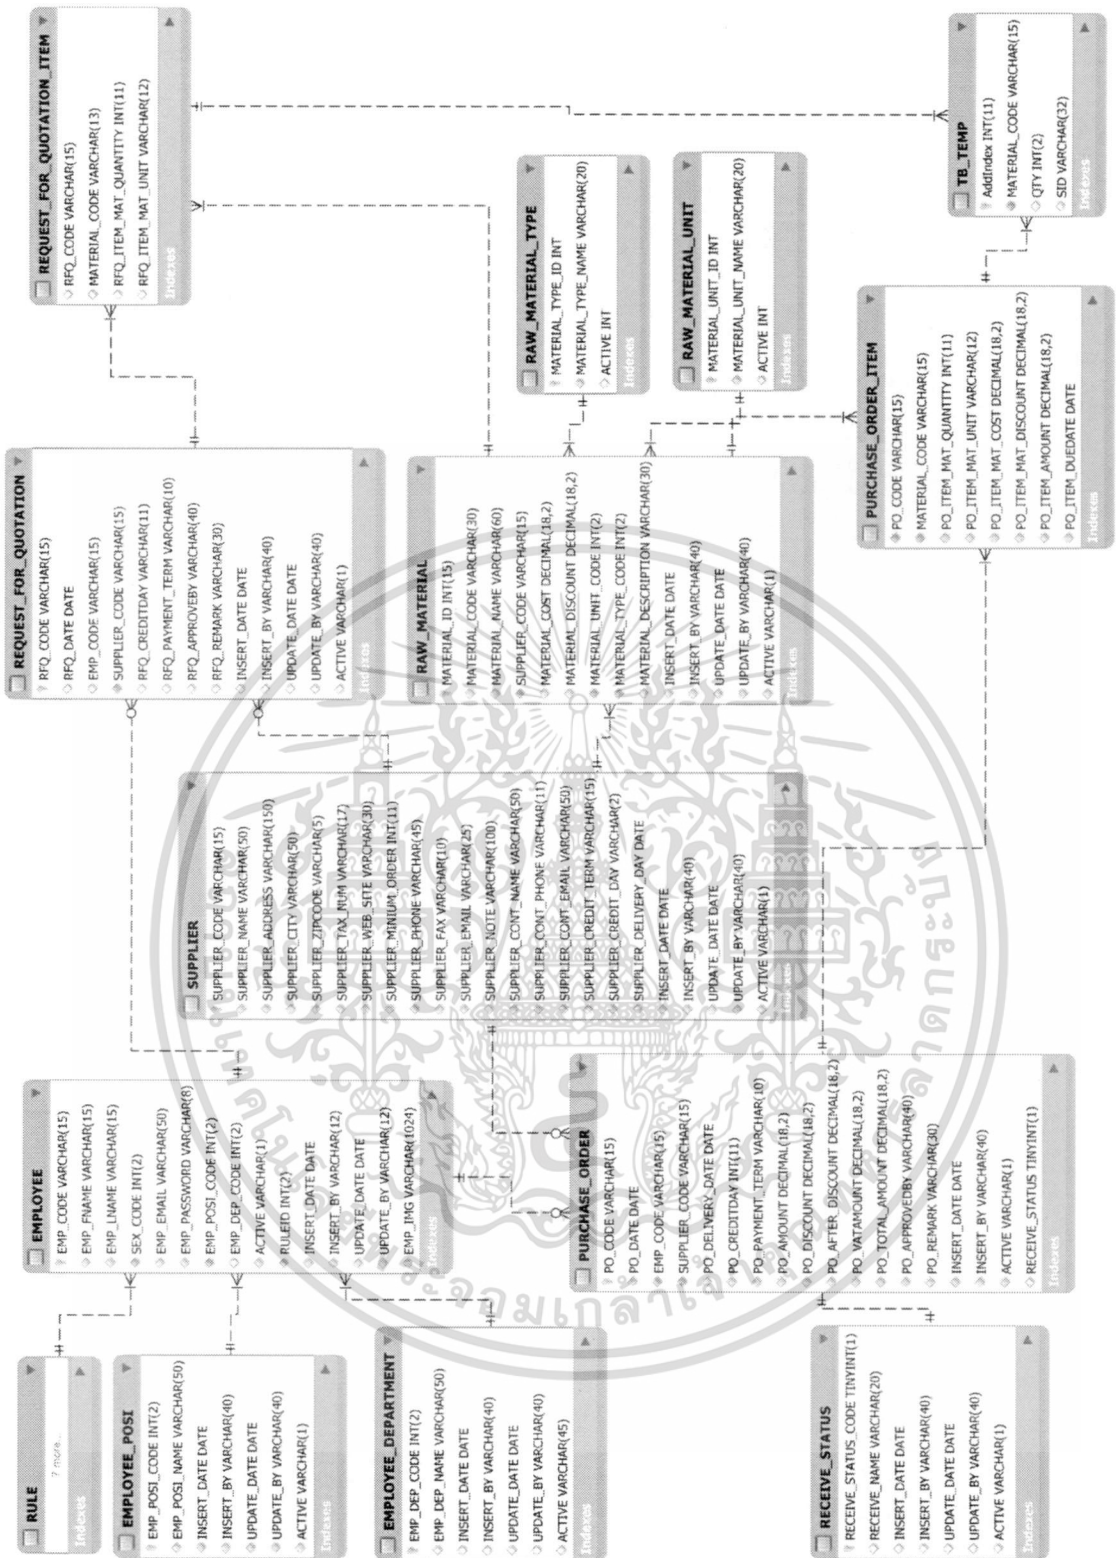 RULE
7 more...
Indexes
EMPLOYEE_POSI
EMP_POSI_CODE INT(2)
EMP_POSI_NAME VARCHAR(50)
INSERT_DATE DATE
INSERT_BY VARCHAR(40)
UPDATE_DATE DATE
UPDATE_BY VARCHAR(40)
ACTIVE VARCHAR(1)
Indexes
EMPLOYEE_DEPARTMENT
EMP_DEP_CODE INT(2)
EMP_DEP_NAME VARCHAR(50)
INSERT_DATE DATE
INSERT_BY VARCHAR(40)
UPDATE_DATE DATE
UPDATE_BY VARCHAR(40)
ACTIVE VARCHAR(45)
Indexes
RECEIVE_STATUS
RECEIVE_STATUS_CODE TINYINT(1)
RECEIVE_NAME VARCHAR(20)
INSERT_DATE DATE
INSERT_BY VARCHAR(40)
UPDATE_DATE DATE
UPDATE_BY VARCHAR(40)
ACTIVE VARCHAR(1)
Indexes
EMPLOYEE
EMP_CODE VARCHAR(15)
EMP_FNAME VARCHAR(15)
EMP_LNAME VARCHAR(15)
SEX_CODE INT(2)
EMP_EMAIL VARCHAR(50)
EMP_PASSWORD VARCHAR(8)
EMP_POSI_CODE INT(2)
EMP_DEP_CODE INT(2)
ACTIVE VARCHAR(1)
RULEID INT(2)
INSERT_DATE DATE
INSERT_BY VARCHAR(12)
UPDATE_DATE DATE
UPDATE_BY VARCHAR(12)
EMP_IMG VARCHAR(1024)
Indexes
PURCHASE_ORDER
PO_CODE VARCHAR(15)
PO_DATE DATE
EMP_CODE VARCHAR(15)
SUPPLIER_CODE VARCHAR(15)
PO_DELIVERY_DATE DATE
PO_CREDITDAY INT(11)
PO_PAYMENT_TERM VARCHAR(10)
PO_AMOUNT DECIMAL(18,2)
PO_DISCOUNT DECIMAL(18,2)
PO_AFTER_DISCOUNT DECIMAL(18,2)
PO_VATAMOUNT DECIMAL(18,2)
PO_TOTAL_AMOUNT DECIMAL(18,2)
PO_APPROVEDBY VARCHAR(40)
PO_REMARK VARCHAR(30)
INSERT_DATE DATE
INSERT_BY VARCHAR(40)
ACTIVE VARCHAR(1)
RECEIVE_STATUS TINYINT(1)
Indexes
SUPPLIER
SUPPLIER_CODE VARCHAR(15)
SUPPLIER_NAME VARCHAR(50)
SUPPLIER_ADDRESS VARCHAR(150)
SUPPLIER_CITY VARCHAR(50)
SUPPLIER_ZIPCODE VARCHAR(5)
SUPPLIER_TAX_NUM VARCHAR(17)
SUPPLIER_WEB_SITE VARCHAR(30)
SUPPLIER_MINIUM_ORDER INT(11)
SUPPLIER_PHONE VARCHAR(45)
SUPPLIER_FAX VARCHAR(10)
SUPPLIER_EMAIL VARCHAR(25)
SUPPLIER_NOTE VARCHAR(100)
SUPPLIER_CONT_NAME VARCHAR(50)
SUPPLIER_CONT_PHONE VARCHAR(11)
SUPPLIER_CONT_EMAIL VARCHAR(50)
SUPPLIER_CREDIT_TERM VARCHAR(15)
SUPPLIER_CREDIT_DAY VARCHAR(2)
SUPPLIER_DELIVERY_DAY DATE
INSERT_DATE DATE
INSERT_BY VARCHAR(40)
UPDATE_DATE DATE
UPDATE_BY VARCHAR(40)
ACTIVE VARCHAR(1)
Indexes
REQUEST_FOR_QUOTATION
RFQ_CODE VARCHAR(15)
RFQ_DATE DATE
EMP_CODE VARCHAR(15)
SUPPLIER_CODE VARCHAR(15)
RFQ_CREDITDAY VARCHAR(11)
RFQ_PAYMENT_TERM VARCHAR(10)
RFQ_APPROVEBY VARCHAR(40)
RFQ_REMARK VARCHAR(30)
INSERT_DATE DATE
INSERT_BY VARCHAR(40)
UPDATE_DATE DATE
UPDATE_BY VARCHAR(40)
ACTIVE VARCHAR(1)
Indexes
RAW_MATERIAL
MATERIAL_ID INT(15)
MATERIAL_CODE VARCHAR(30)
MATERIAL_NAME VARCHAR(60)
SUPPLIER_CODE VARCHAR(15)
MATERIAL_COST DECIMAL(18,2)
MATERIAL_DISCOUNT DECIMAL(18,2)
MATERIAL_UNIT_CODE INT(2)
MATERIAL_TYPE_CODE INT(2)
MATERIAL_DESCRIPTION VARCHAR(30)
INSERT_DATE DATE
INSERT_BY VARCHAR(40)
UPDATE_DATE DATE
UPDATE_BY VARCHAR(40)
ACTIVE VARCHAR(1)
Indexes
REQUEST_FOR_QUOTATION_ITEM
RFQ_CODE VARCHAR(15)
MATERIAL_CODE VARCHAR(13)
RFQ_ITEM_MAT_QUANTITY INT(11)
RFQ_ITEM_MAT_UNIT VARCHAR(12)
Indexes
RAW_MATERIAL_TYPE
MATERIAL_TYPE_ID INT
MATERIAL_TYPE_NAME VARCHAR(20)
ACTIVE INT
Indexes
RAW_MATERIAL_UNIT
MATERIAL_UNIT_ID INT
MATERIAL_UNIT_NAME VARCHAR(20)
ACTIVE INT
Indexes
PURCHASE_ORDER_ITEM
PO_CODE VARCHAR(15)
MATERIAL_CODE VARCHAR(15)
PO_ITEM_MAT_QUANTITY INT(11)
PO_ITEM_MAT_UNIT VARCHAR(12)
PO_ITEM_MAT_COST DECIMAL(18,2)
PO_ITEM_MAT_DISCOUNT DECIMAL(18,2)
PO_ITEM_AMOUNT DECIMAL(18,2)
PO_ITEM_DUEDATE DATE
Indexes
TB_TEMP
AddIndex INT(11)
MATERIAL_CODE VARCHAR(15)
QTY INT(2)
SID VARCHAR(32)
Indexes